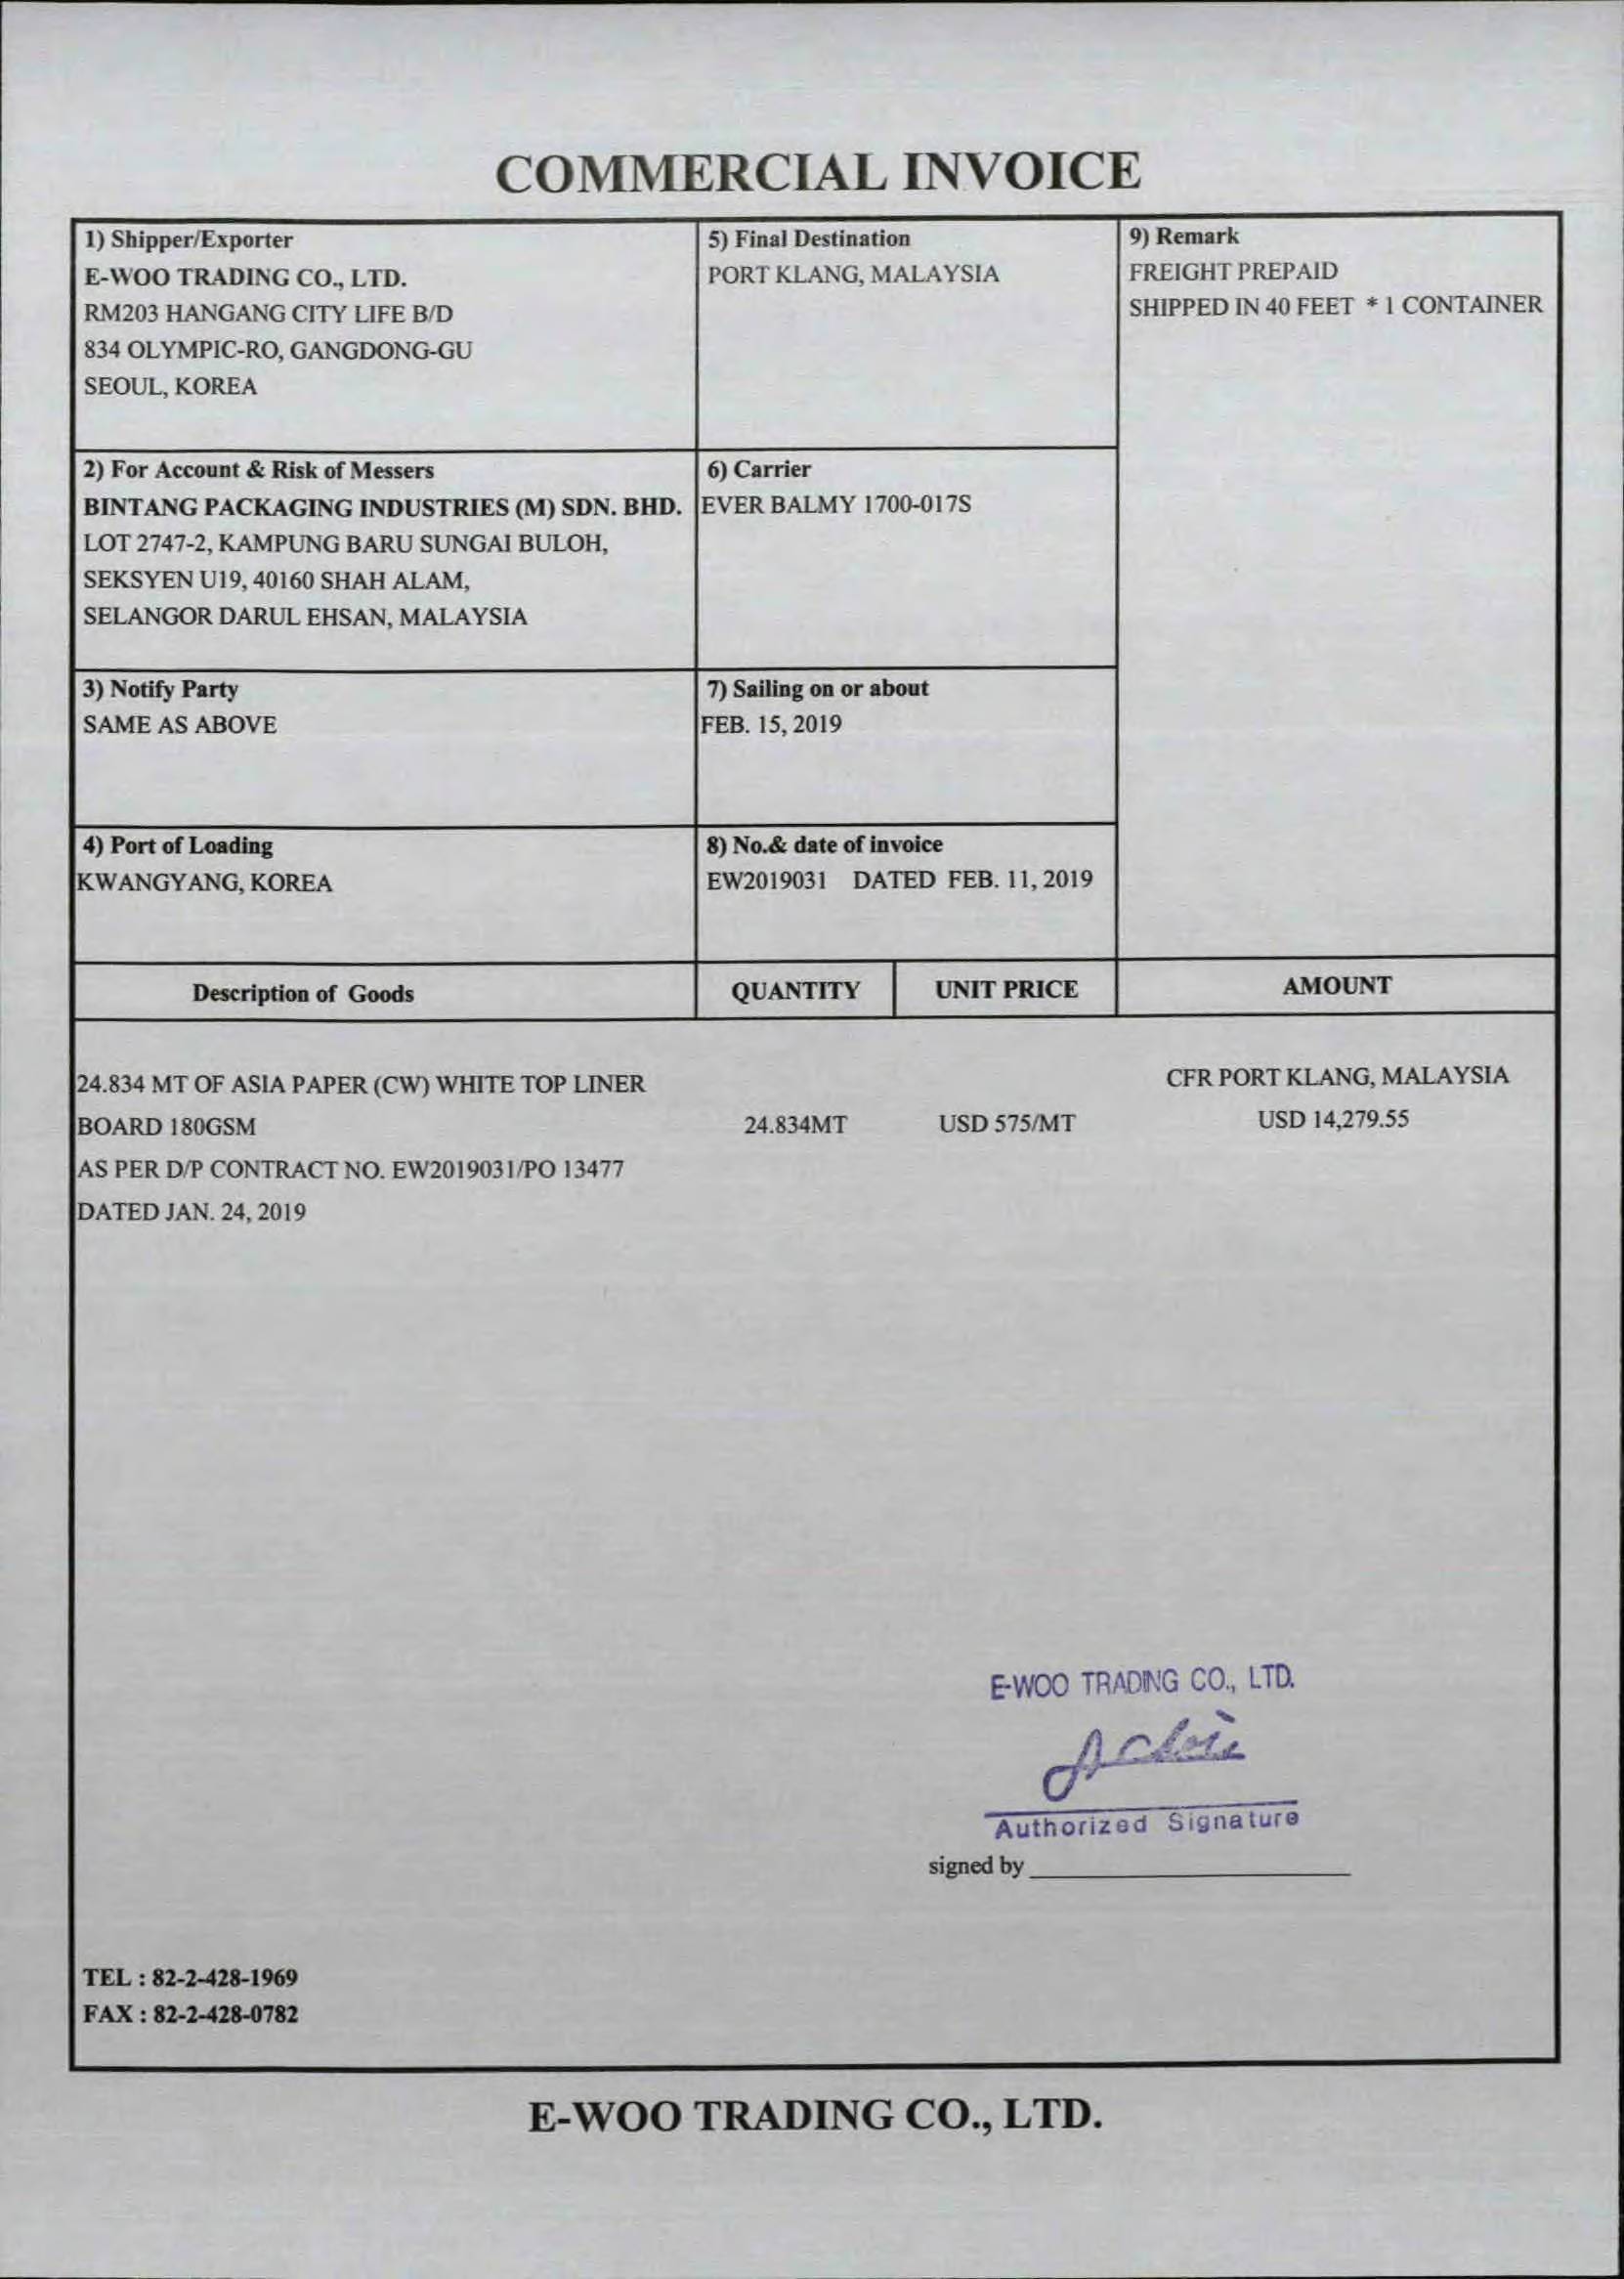 COMMERCIAL INVOICE
1) Shipper/Exporter
E-WOO TRADING CO., LTD.
RM203 HANGANG CITY LIFE B/D
834 OLYMPIC-RO, GANGDONG-GU
SEOUL, KOREA
5) Final Destination
PORT KLANG, MALAYSIA
9) Remark
FREIGHT PREPAID
SHIPPED IN 40 FEET * 1 CONTAINER
2) For Account & Risk of Messers
BINTANG PACKAGING INDUSTRIES (M) SDN. BHD.
LOT 2747-2, KAMPUNG BARU SUNGAI BULOH,
SEKSYEN U19, 40160 SHAH ALAM,
SELANGOR DARUL EHSAN, MALAYSIA
6) Carrier
EVER BALMY 1700-017S
3) Notify Party
SAME AS ABOVE
7) Sailing on or about
FEB. 15, 2019
4) Port of Loading
KWANGYANG, KOREA
8) No.& date of invoice
EW2019031 DATED FEB. 11, 2019
Description of Goods QUANTITY UNIT PRICE AMOUNT
CFR PORT KLANG, MALAYSIA
24.834 MT OF ASIA PAPER (CW) WHITE TOP LINER
BOARD 180GSM 24.834MT USD 575/MT USD 14,279.55
AS PER D/P CONTRACT NO. EW2019031/PO 13477
DATED JAN. 24, 2019
E-WOO TRADING CO., LTD.
Authorized Signature
signed by
TEL : 82-2-428-1969
FAX : 82-2-428-0782
E-WOO TRADING CO., LTD.